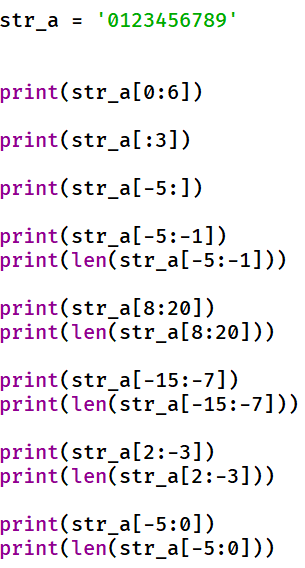 str_a = '0123456789'
print(str_a[0:6])
print(str_a[:3])
print(str_a[-5:])
print(str_a[-5:-1])
print(len(str_a[-5:-1]))
print(str_a[8:20])
print(len(str_a[8:20]))
print(str_a[-15:-7])
print(len(str_a[-15:-7]))
print(str_a[2:-3])
print(len(str_a[2:-3]))
print(str_a[-5:0])
print(len(str_a[-5:0]))